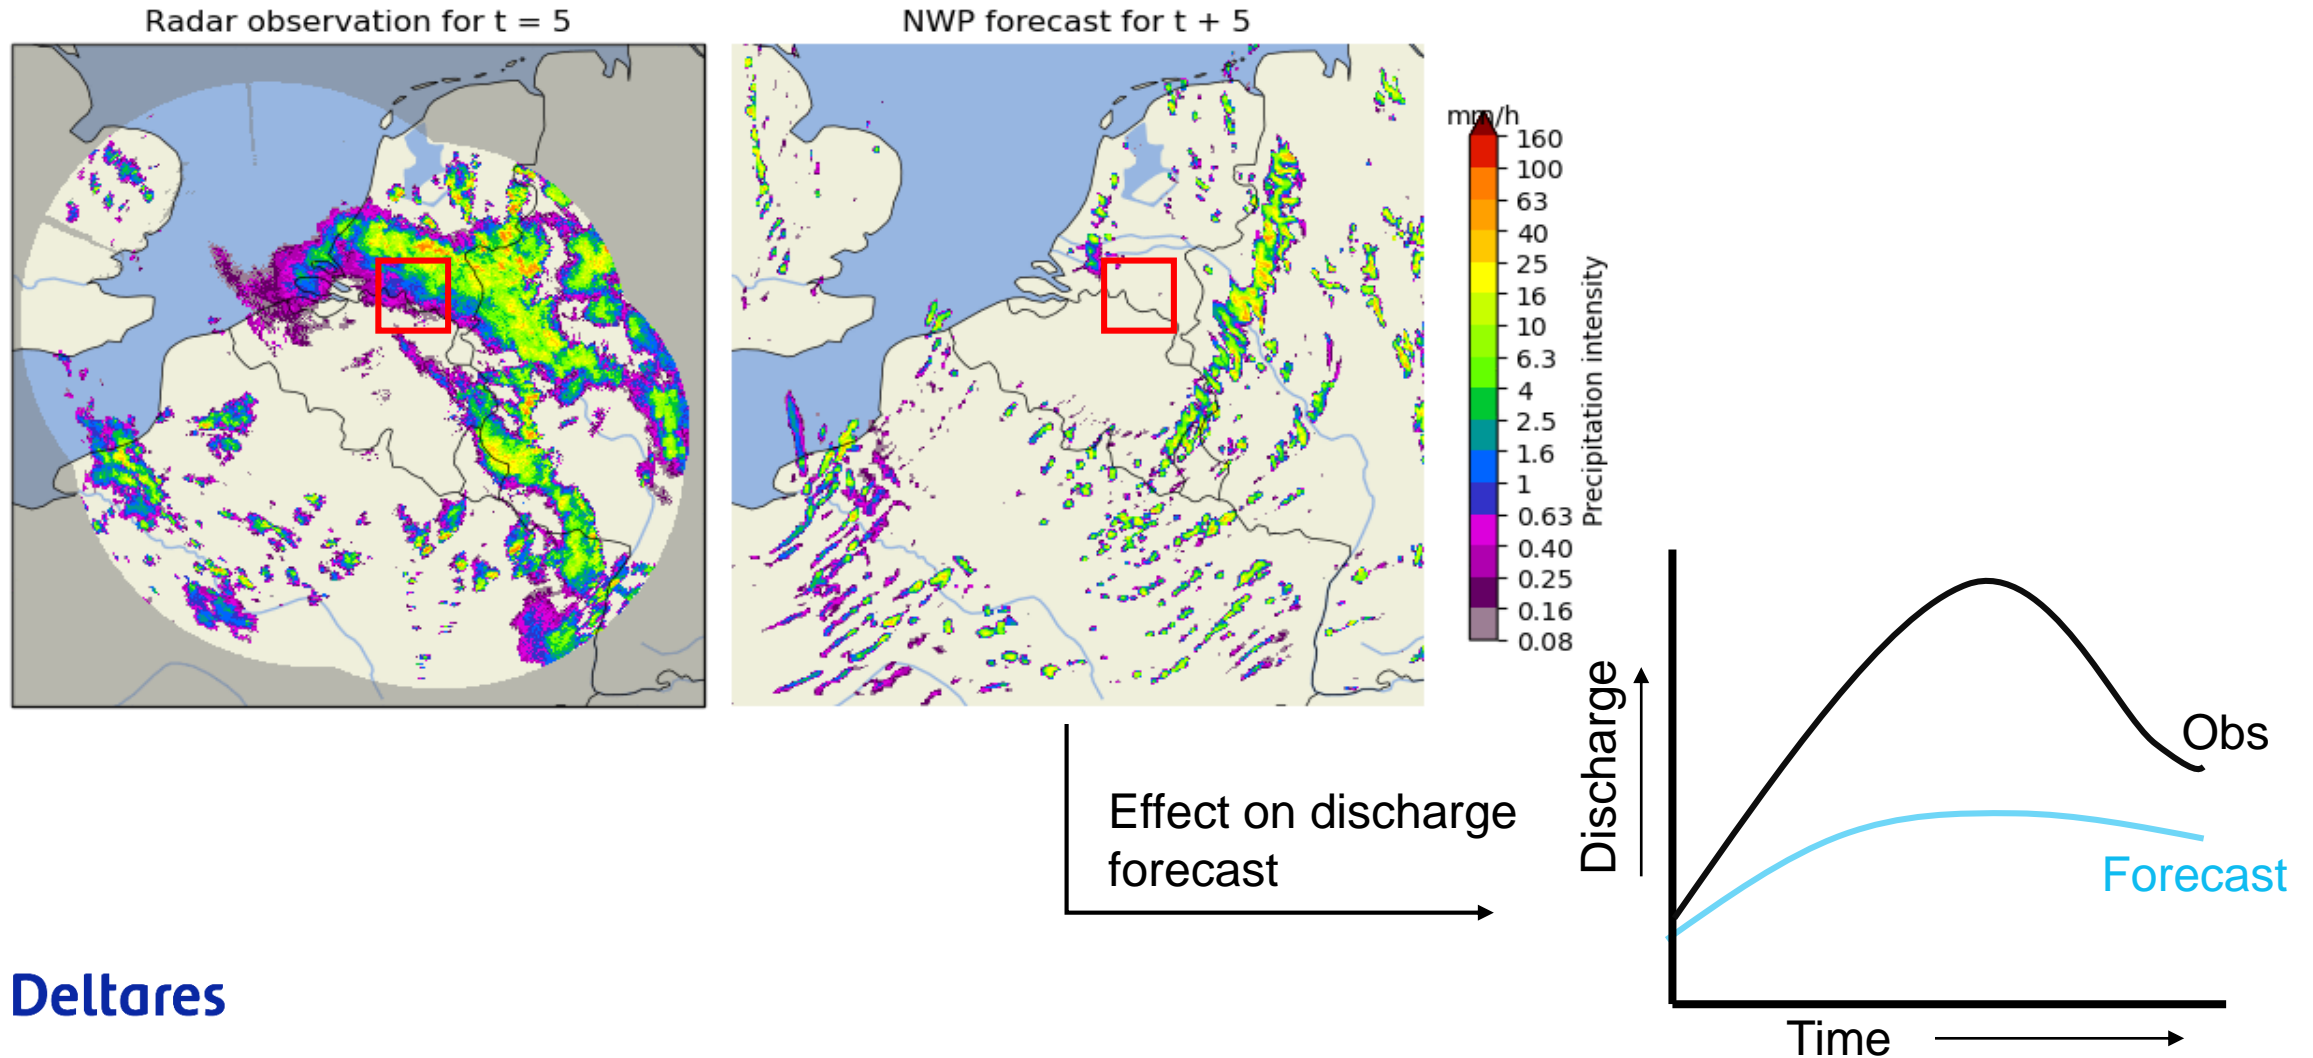 Radar observation for t = 5
NWP forecast for t + 5
mm/h
160
100
63
40
25
16
10
6.3
4
2.5
1.6
1
0.63
0.40
0.25
0.16
0.08
Precipitation intensity
Effect on discharge
forecast
Discharge
Obs
Forecast
Time
Deltares